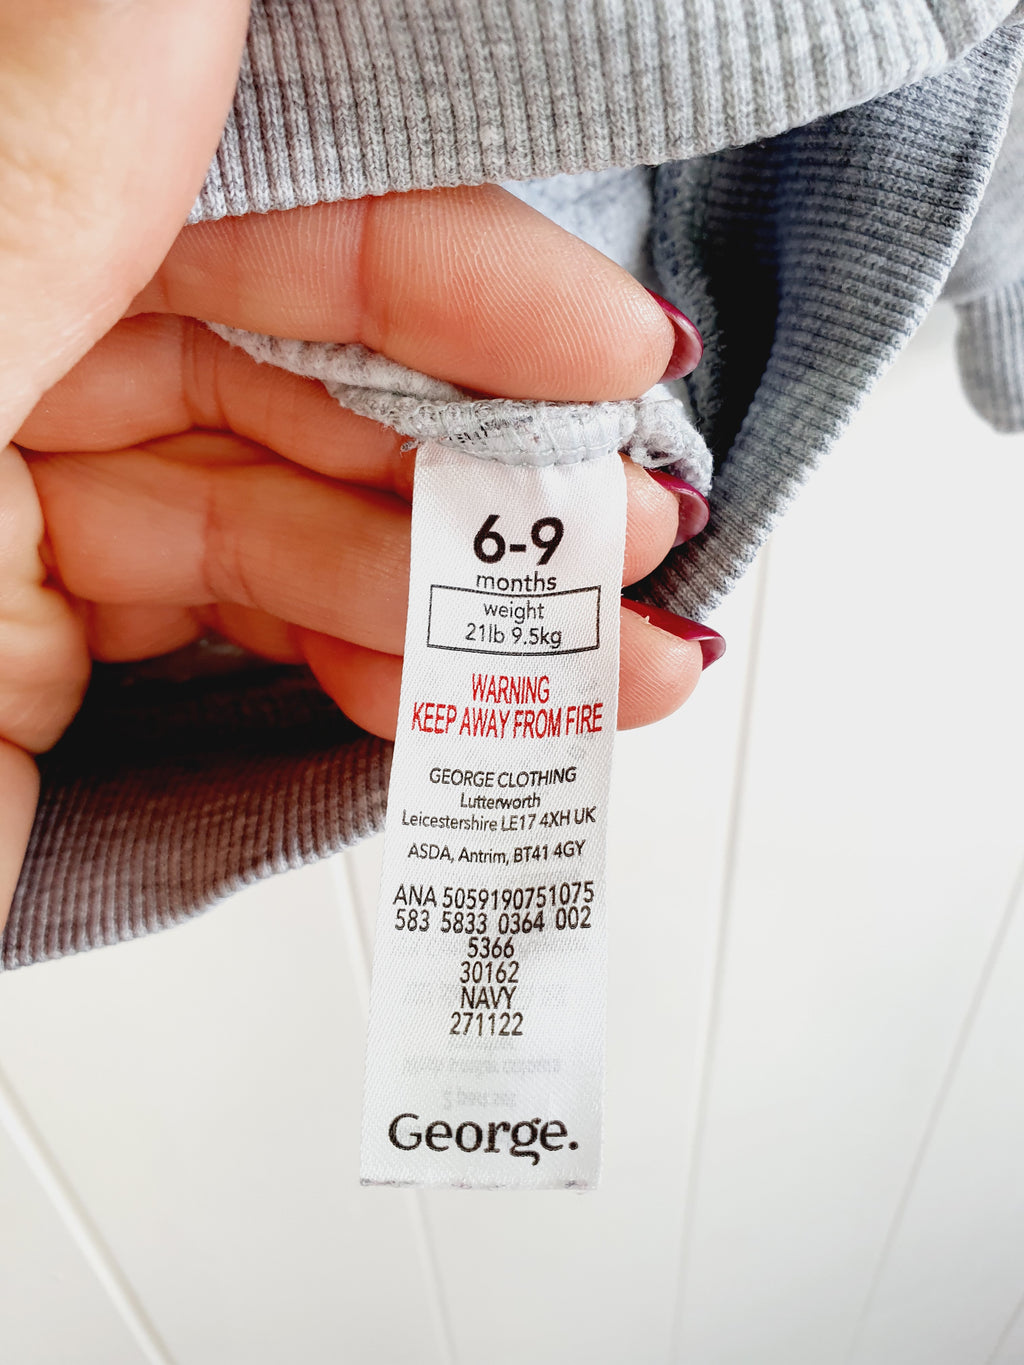 6-9
months
weight
21lb 9.5kg
WARNING
KEEP AWAY FROM FIRE
GEORGE CLOTHING
Lutterworth
Leicestershire LE17 4XH UK
ASDA, Antrim, BT41 4GY
ANA 5059190751075
583 5833 0364 002
5366
30162
NAVY
271122
George.